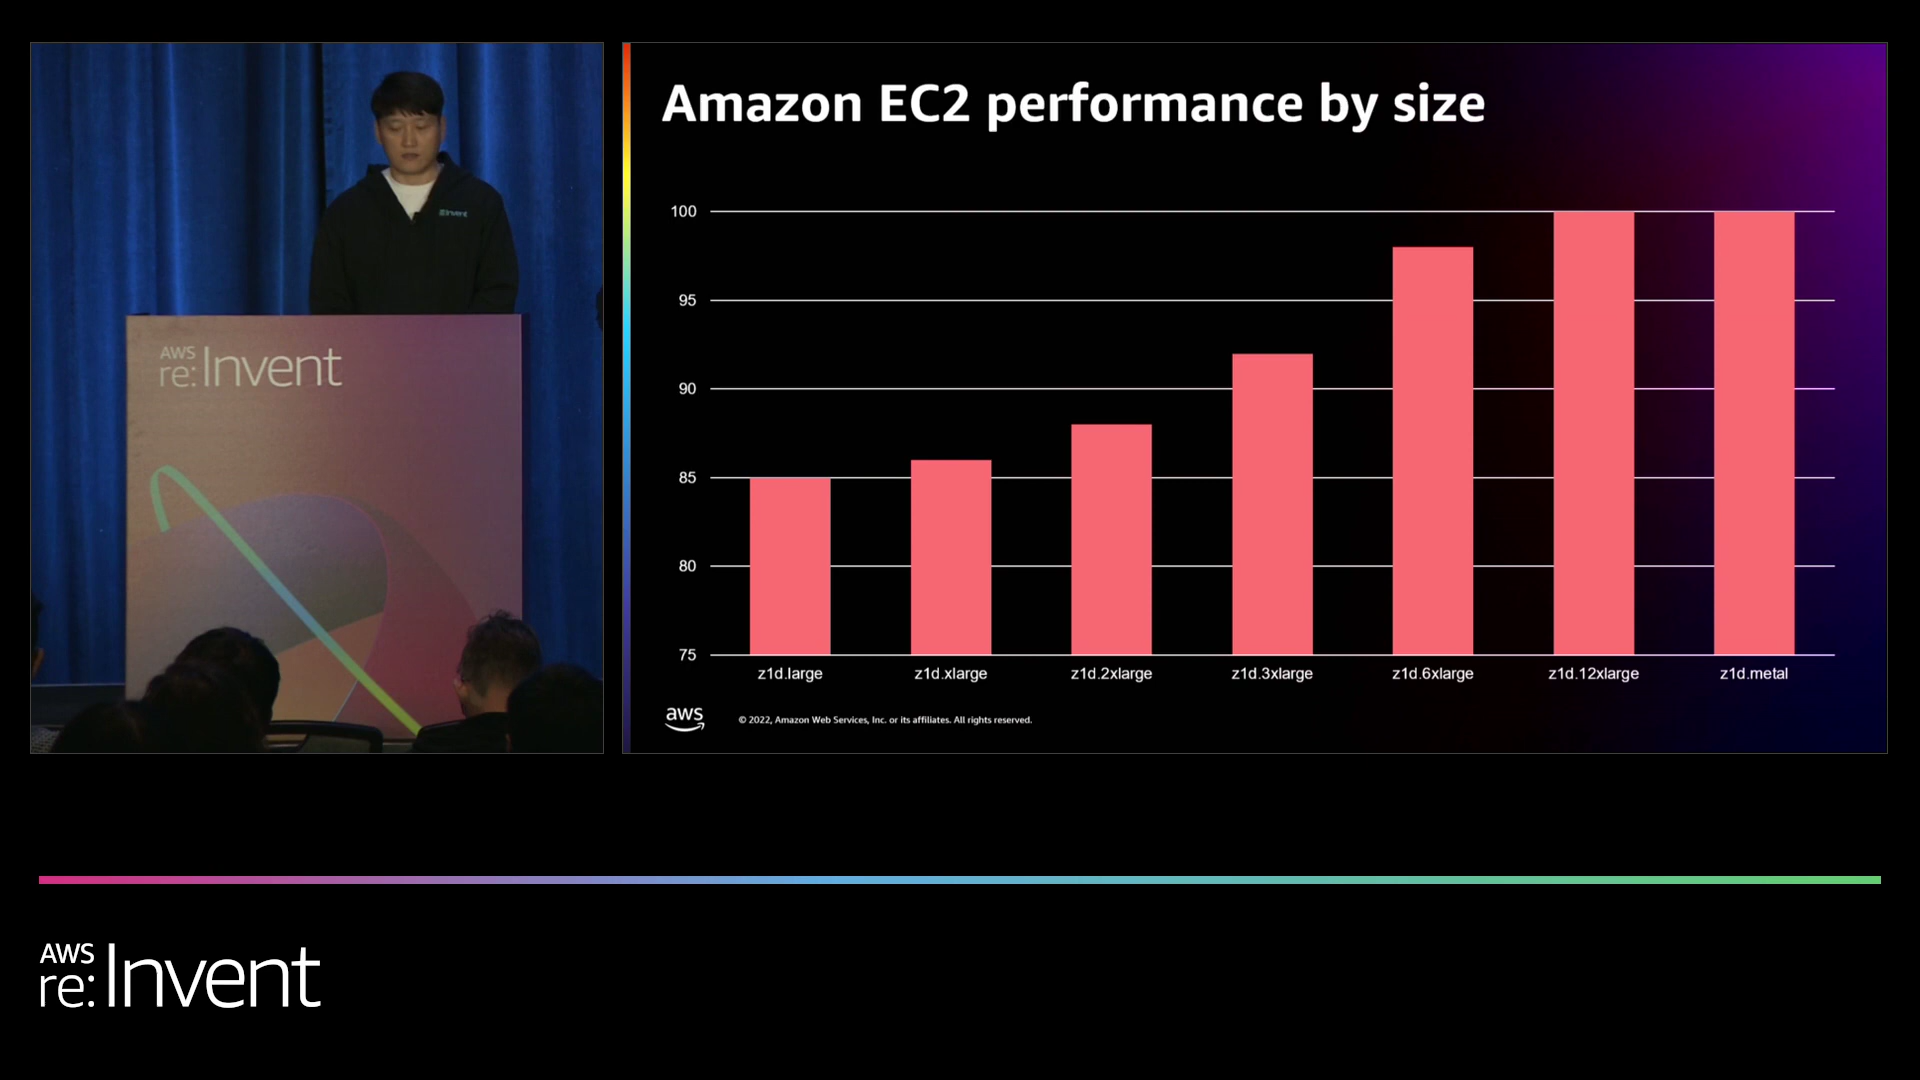 Invent
AWS
re:Invent
Amazon EC2 performance by size
100
95
90
85
80
75
z1d.large
z1d.xlarge
z1d.2xlarge
z1d.3xlarge
z1d.6xlarge
z1d.12xlarge
z1d.metal
aws
© 2022, Amazon Web Services, Inc. or its affiliates. All rights reserved.
AWS
re:Invent